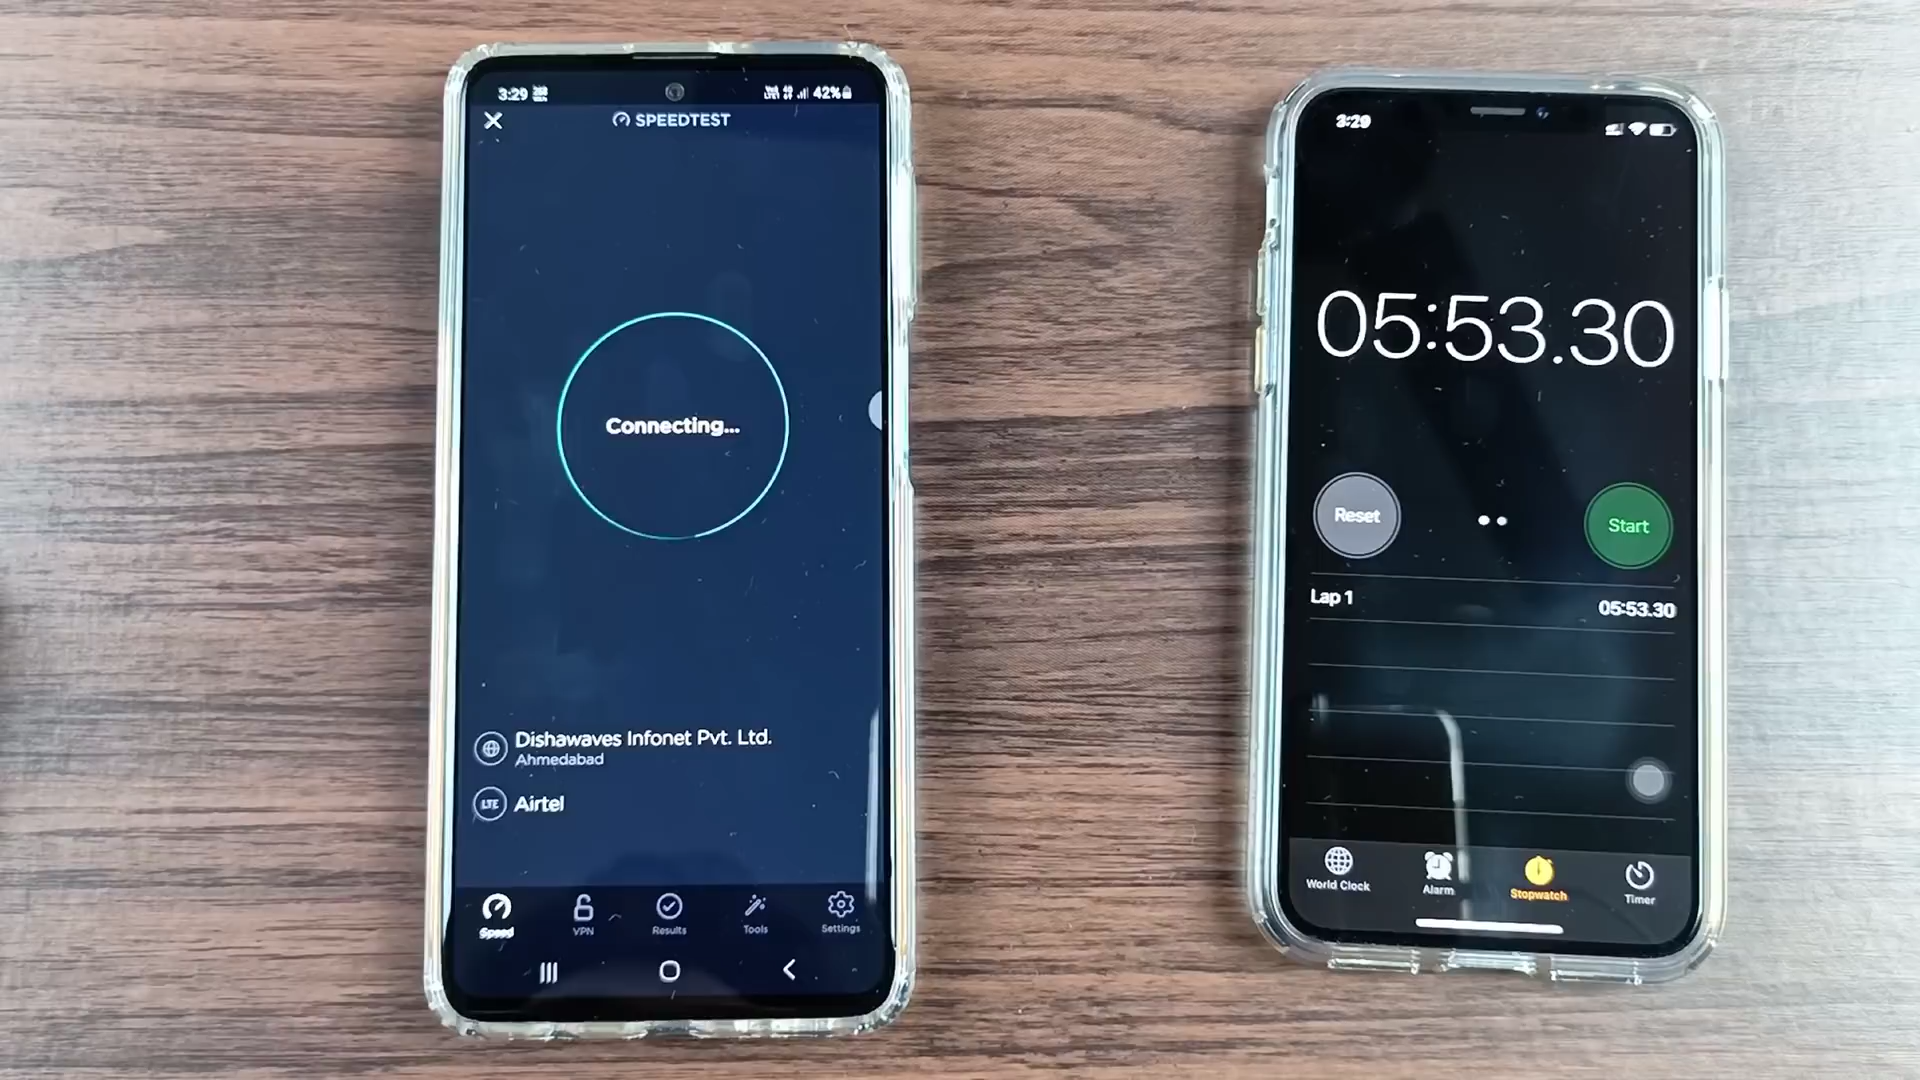 3:29
42%
SPEEDTEST
Connecting...
Dishawaves Infonet Pvt. Ltd.
Ahmedabad
LTE
Airtel
Speed
VPN
Results
Tools
Settings
3:29
05:53.30
Reset
Start
Lap 1
05:53.30
World Clock
Alarm
Stopwatch
Timer